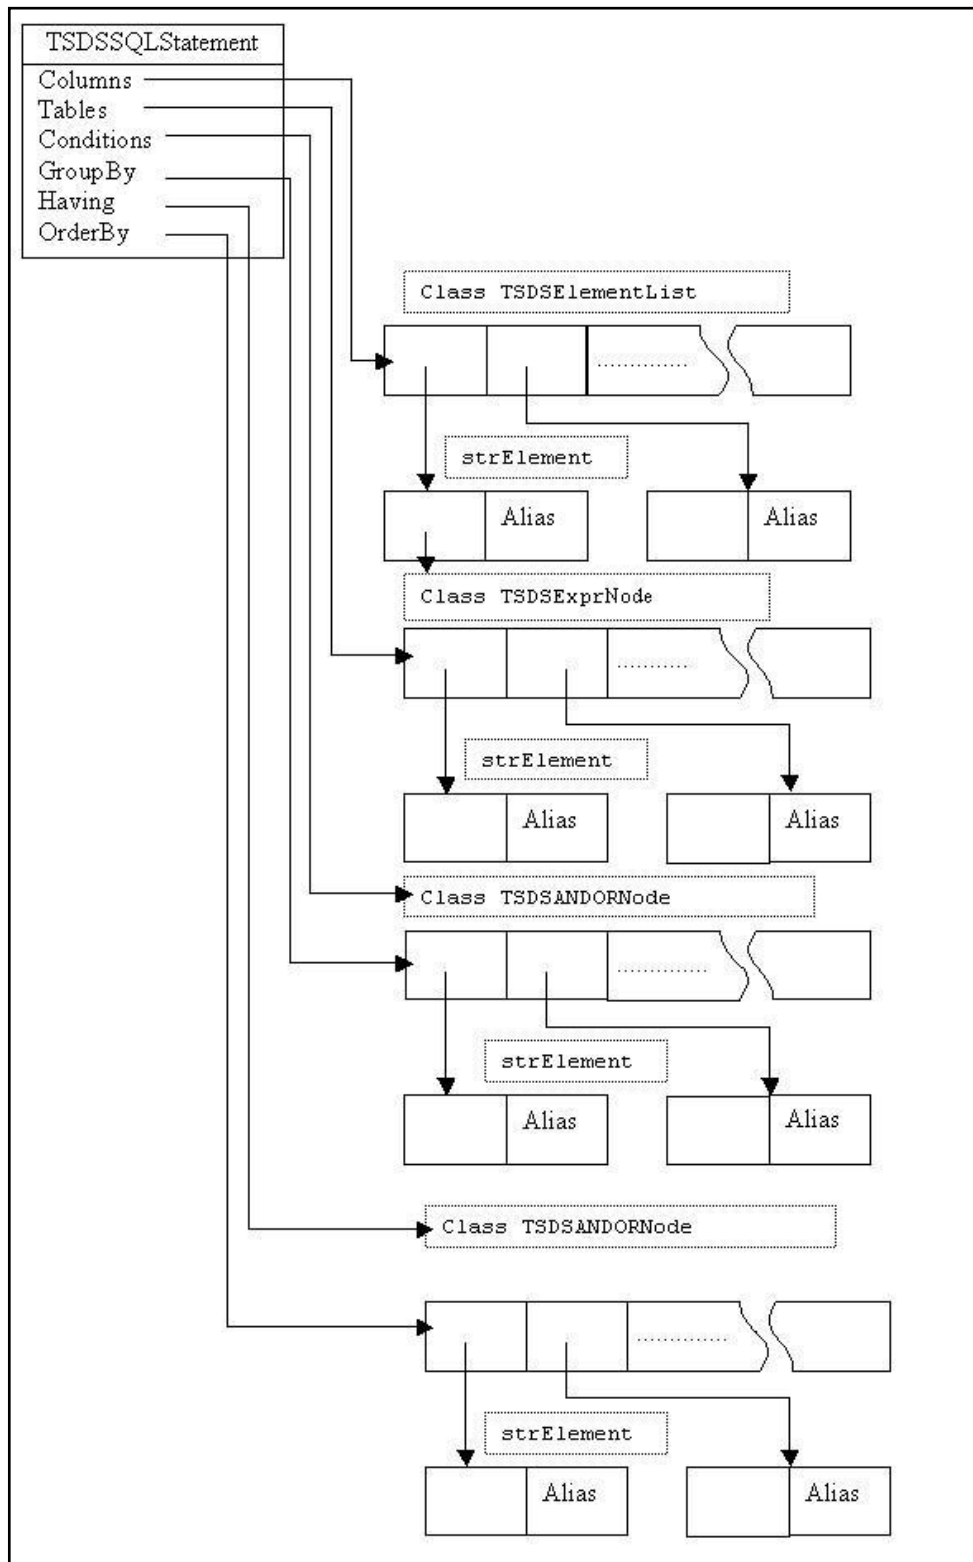 TSDSSQLStatement
Columns
Tables
Conditions
GroupBy
Having
OrderBy
Class TSDSElementList
..............
strElement
Alias
Alias
Class TSDSExprNode
...........
strElement
Alias
Alias
Class TSDSANDORNode
..............
strElement
Alias
Alias
Class TSDSANDORNode
..............
strElement
Alias
Alias